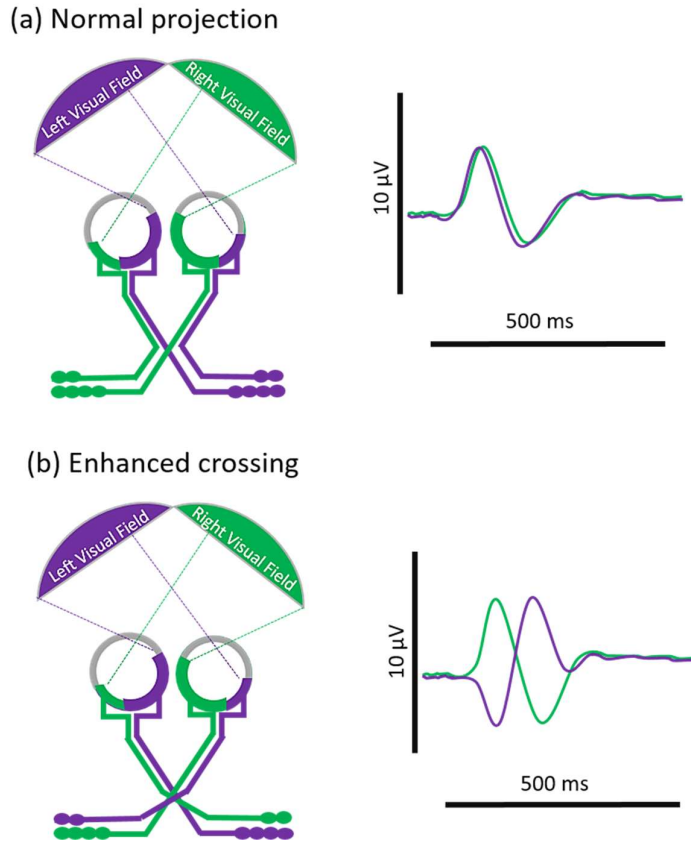 (a) Normal projection
Left Visual Field
Right Visual Field
10 µV
500 ms
(b) Enhanced crossing
Left Visual Field
Right Visual Field
10 µV
500 ms